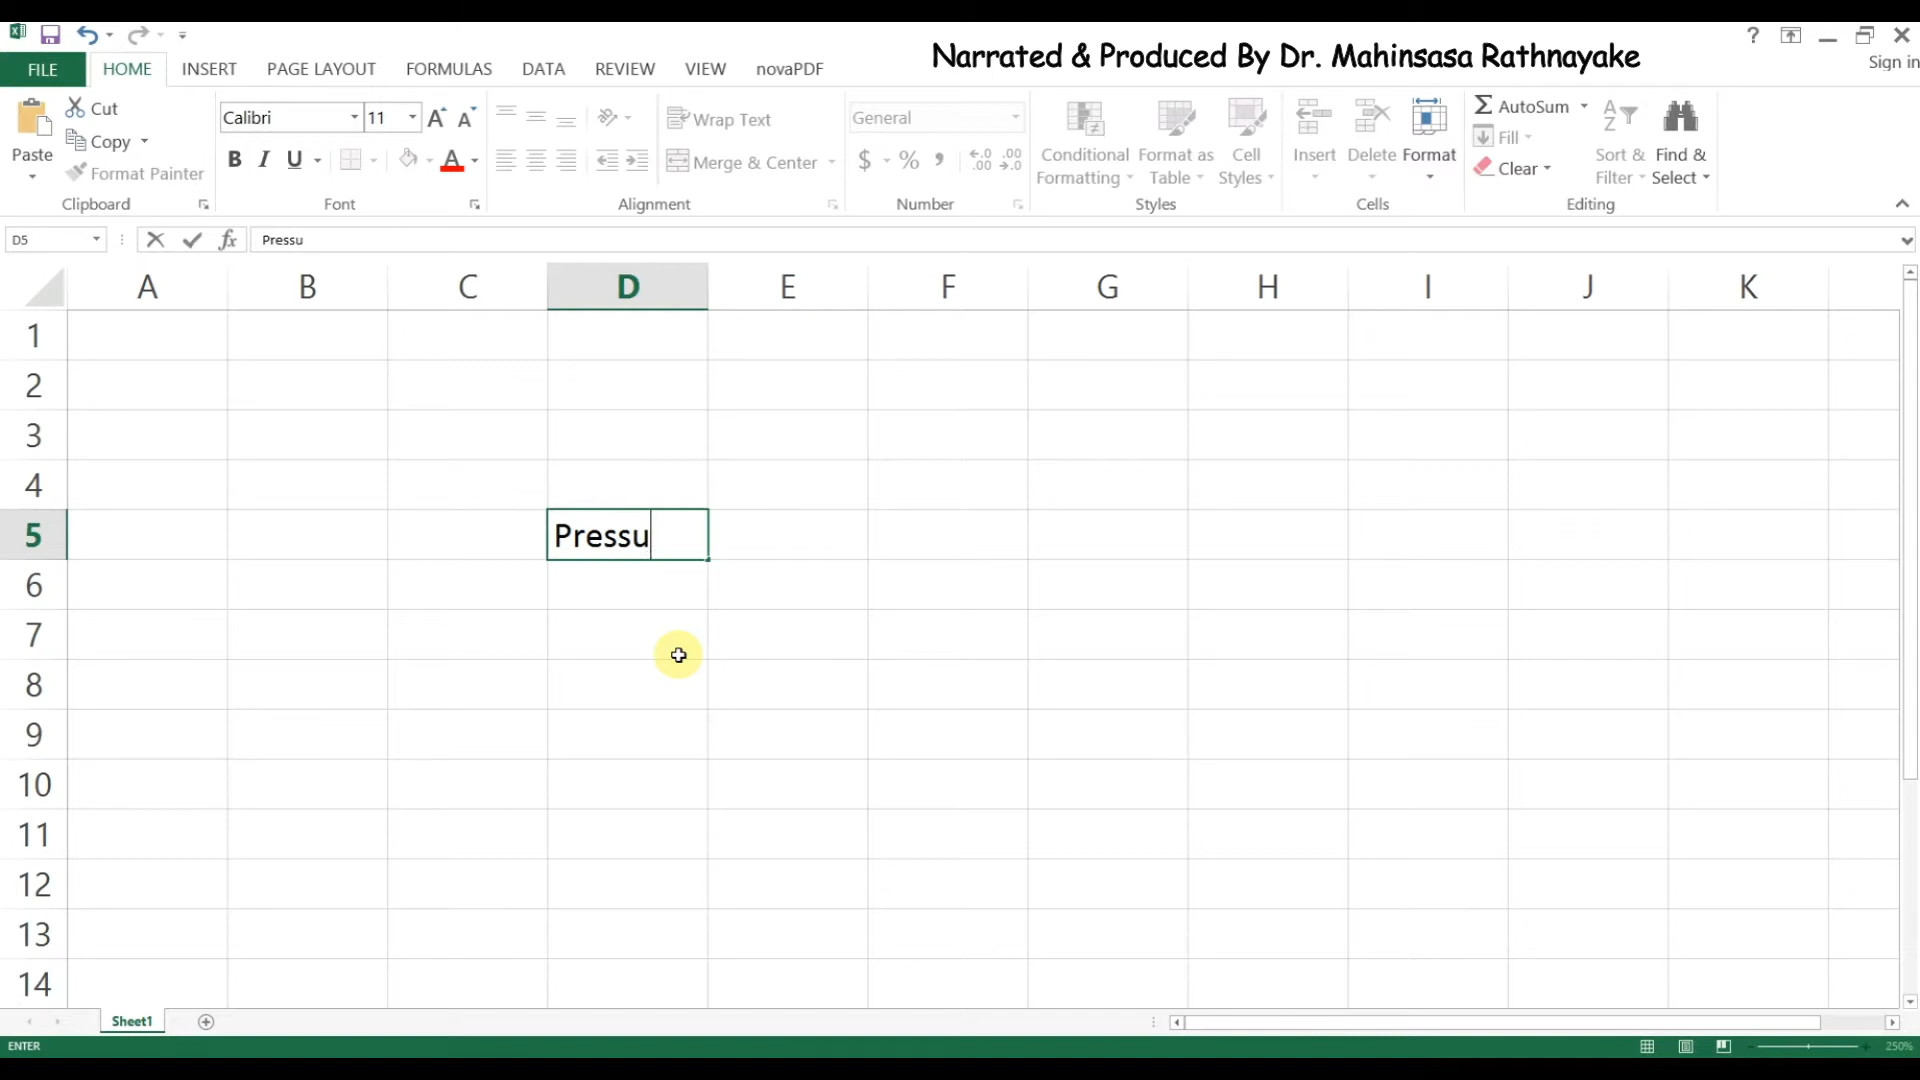 Narrated & Produced By Dr. Mahinsasa Rathnayake
?
Sign in
FILE HOME INSERT PAGE LAYOUT FORMULAS DATA REVIEW VIEW novaPDF
Paste
Cut
Copy
Format Painter
Clipboard
Calibri 11
B I U A
Font
Wrap Text
Merge & Center
Alignment
General
$ % ,
Number
Conditional Formatting
Format as Table
Cell Styles
Styles
Insert Delete Format
Cells
AutoSum
Fill
Clear
Sort & Filter
Find & Select
Editing
D5 fx Pressu
A B C D E F G H I J K
1
2
3
4
5 Pressu
6
7
8
9
10
11
12
13
14
Sheet1
ENTER 250%